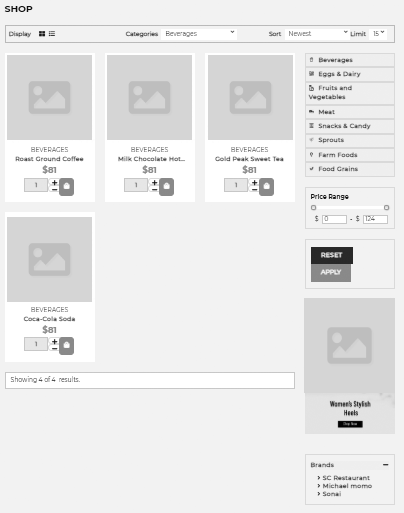 SHOP
Display Categories Beverages Sort Newest Limit 15
BEVERAGES
Roast Ground Coffee
$81
1 + −
BEVERAGES
Milk Chocolate Hot...
$81
1 + −
BEVERAGES
Gold Peak Sweet Tea
$81
1 + −
BEVERAGES
Coca-Cola Soda
$81
1 + −
Showing 4 of 4 results.
Beverages
Eggs & Dairy
Fruits and
Vegetables
Meat
Snacks & Candy
Sprouts
Farm Foods
Food Grains
Price Range
$ 0 - $ 124
RESET
APPLY
Women's Stylish
Heels
Shop Now
Brands −
SC Restaurant
Michael momo
Sonai